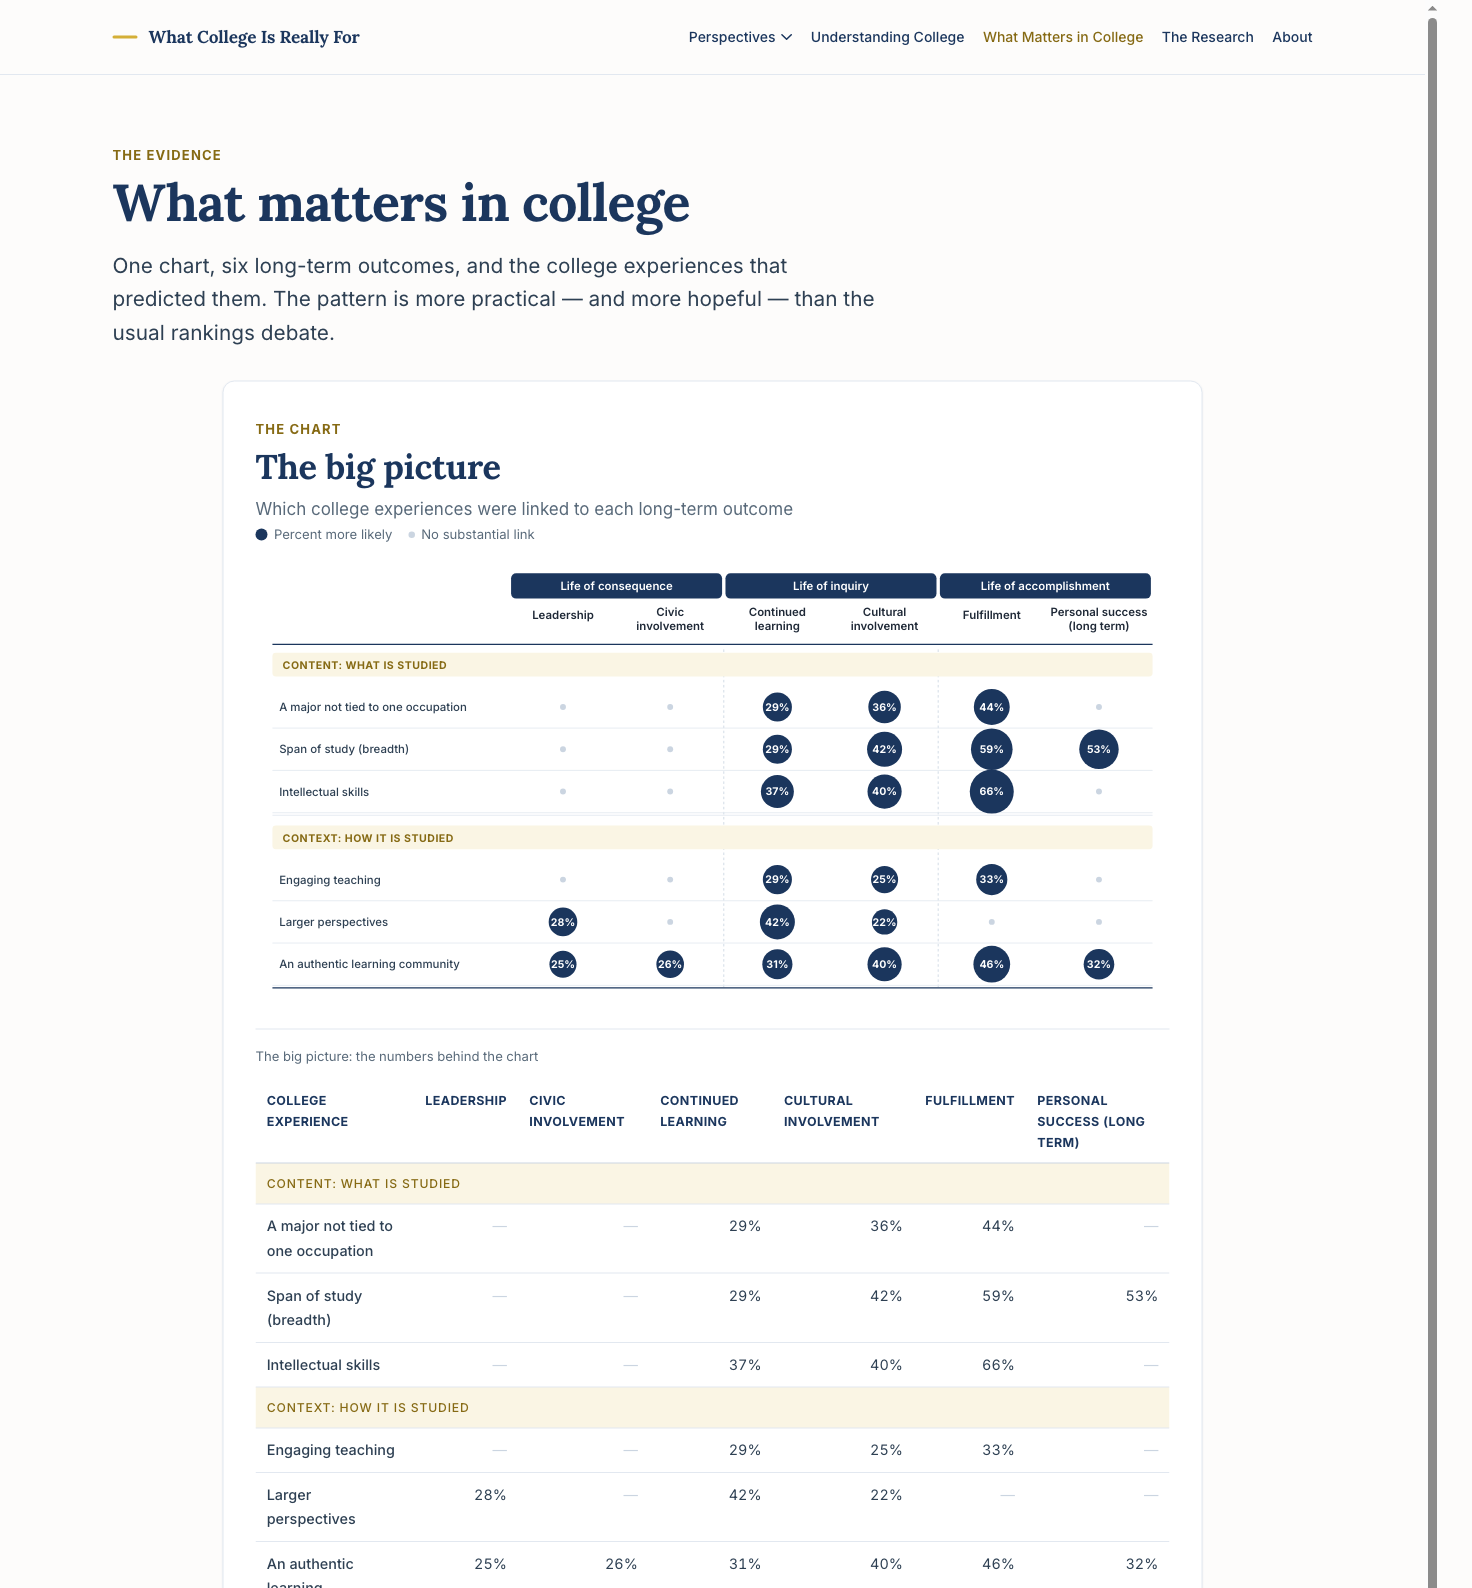 What College Is Really For
Perspectives Understanding College What Matters in College The Research About
THE EVIDENCE
What matters in college
One chart, six long-term outcomes, and the college experiences that
predicted them. The pattern is more practical — and more hopeful — than the
usual rankings debate.
THE CHART
The big picture
Which college experiences were linked to each long-term outcome
Percent more likely No substantial link
Life of consequence Life of inquiry Life of accomplishment
Leadership Civic involvement Continued learning Cultural involvement Fulfillment Personal success (long term)
CONTENT: WHAT IS STUDIED
A major not tied to one occupation 29% 36% 44%
Span of study (breadth) 29% 42% 59% 53%
Intellectual skills 37% 40% 66%
CONTEXT: HOW IT IS STUDIED
Engaging teaching 29% 25% 33%
Larger perspectives 28% 42% 22%
An authentic learning community 25% 26% 31% 40% 46% 32%
The big picture: the numbers behind the chart
COLLEGE EXPERIENCE LEADERSHIP CIVIC INVOLVEMENT CONTINUED LEARNING CULTURAL INVOLVEMENT FULFILLMENT PERSONAL SUCCESS (LONG TERM)
CONTENT: WHAT IS STUDIED
A major not tied to one occupation — — 29% 36% 44% —
Span of study (breadth) — — 29% 42% 59% 53%
Intellectual skills — — 37% 40% 66% —
CONTEXT: HOW IT IS STUDIED
Engaging teaching — — 29% 25% 33% —
Larger perspectives 28% — 42% 22% — —
An authentic learning 25% 26% 31% 40% 46% 32%